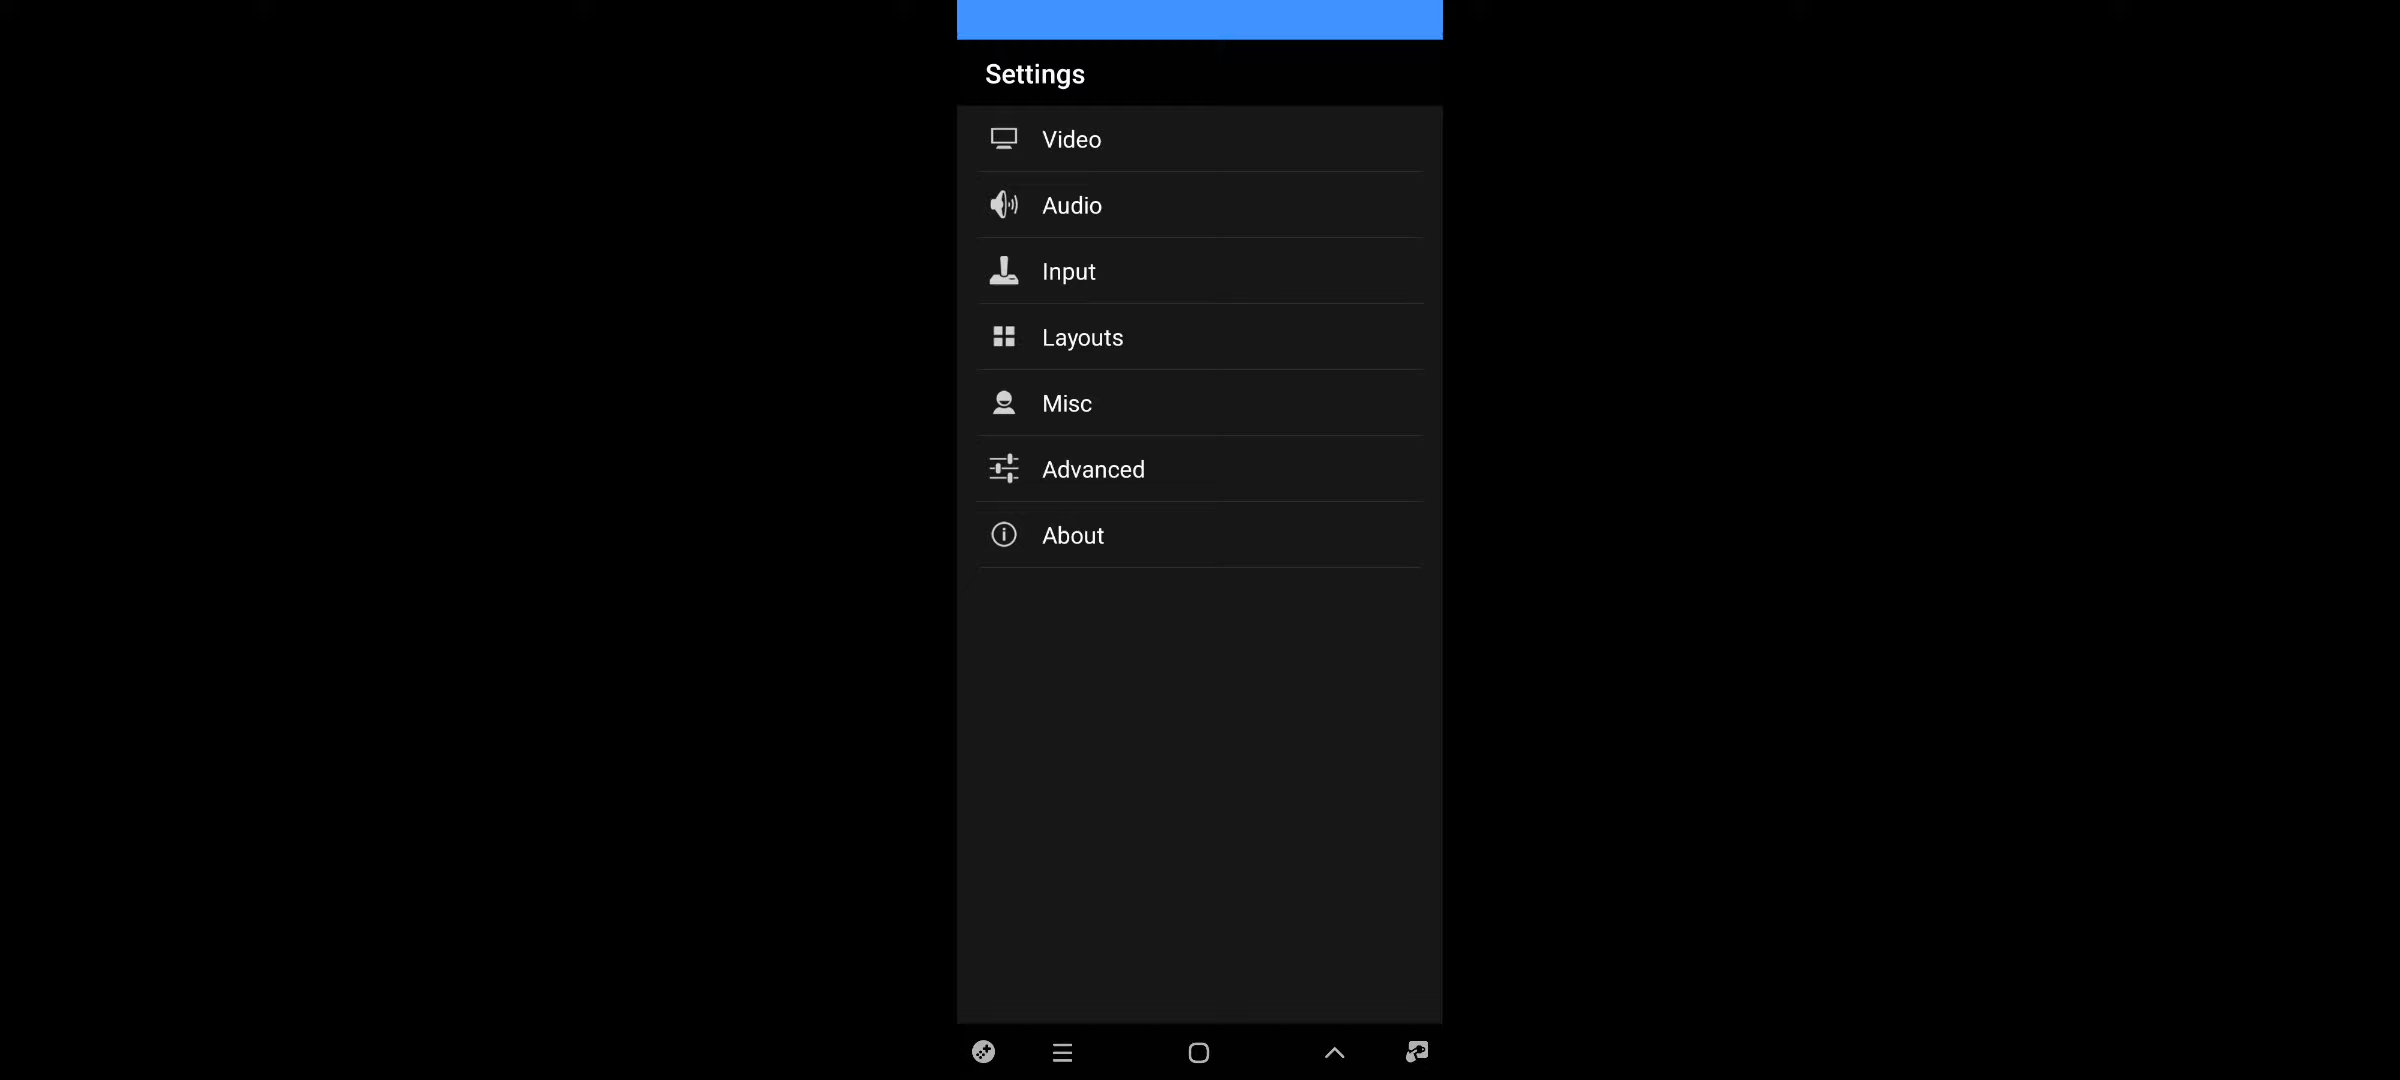 Settings
Video
Audio
Input
Layouts
Misc
Advanced
About